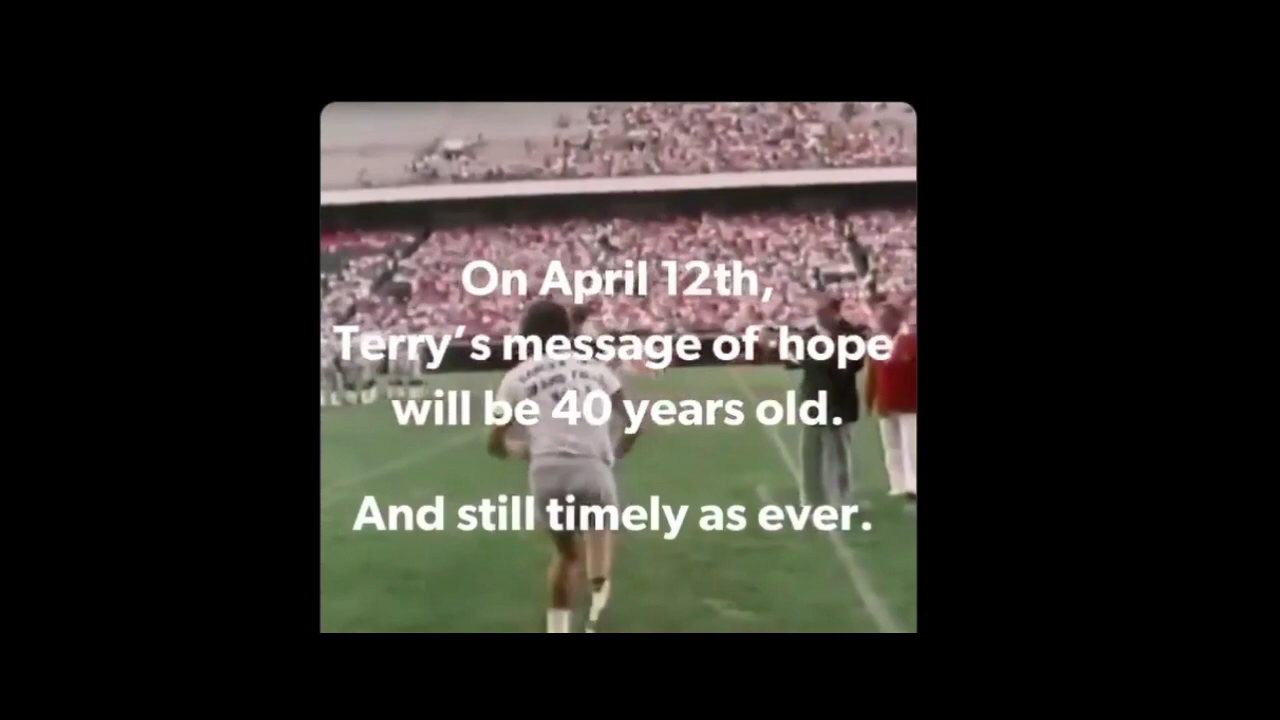 On April 12th,
Terry's message of hope
will be 40 years old.
And still timely as ever.